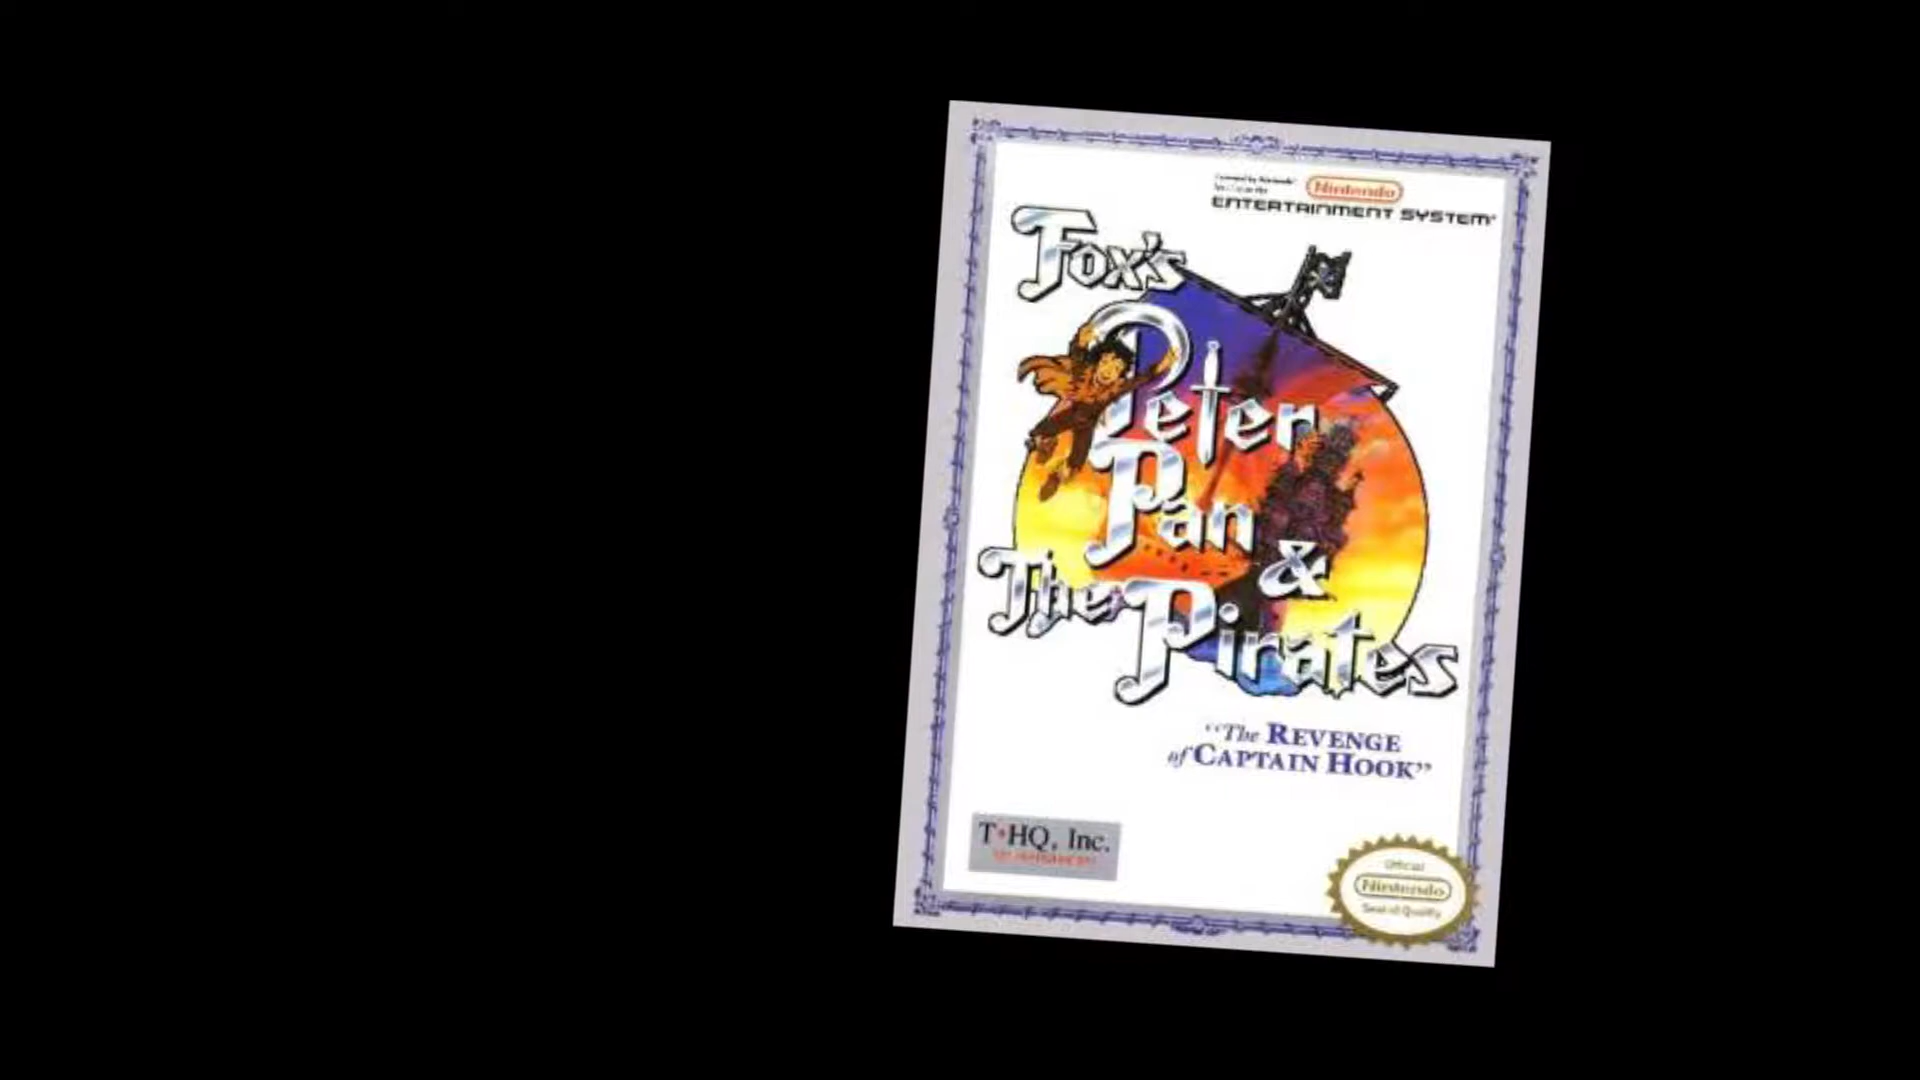 Nintendo
ENTERTAINMENT SYSTEM
Fox's
Peter
Pan
&
The Pirates
“The REVENGE
of CAPTAIN HOOK”
T•HQ, Inc.
Official
Nintendo
Seal of Quality